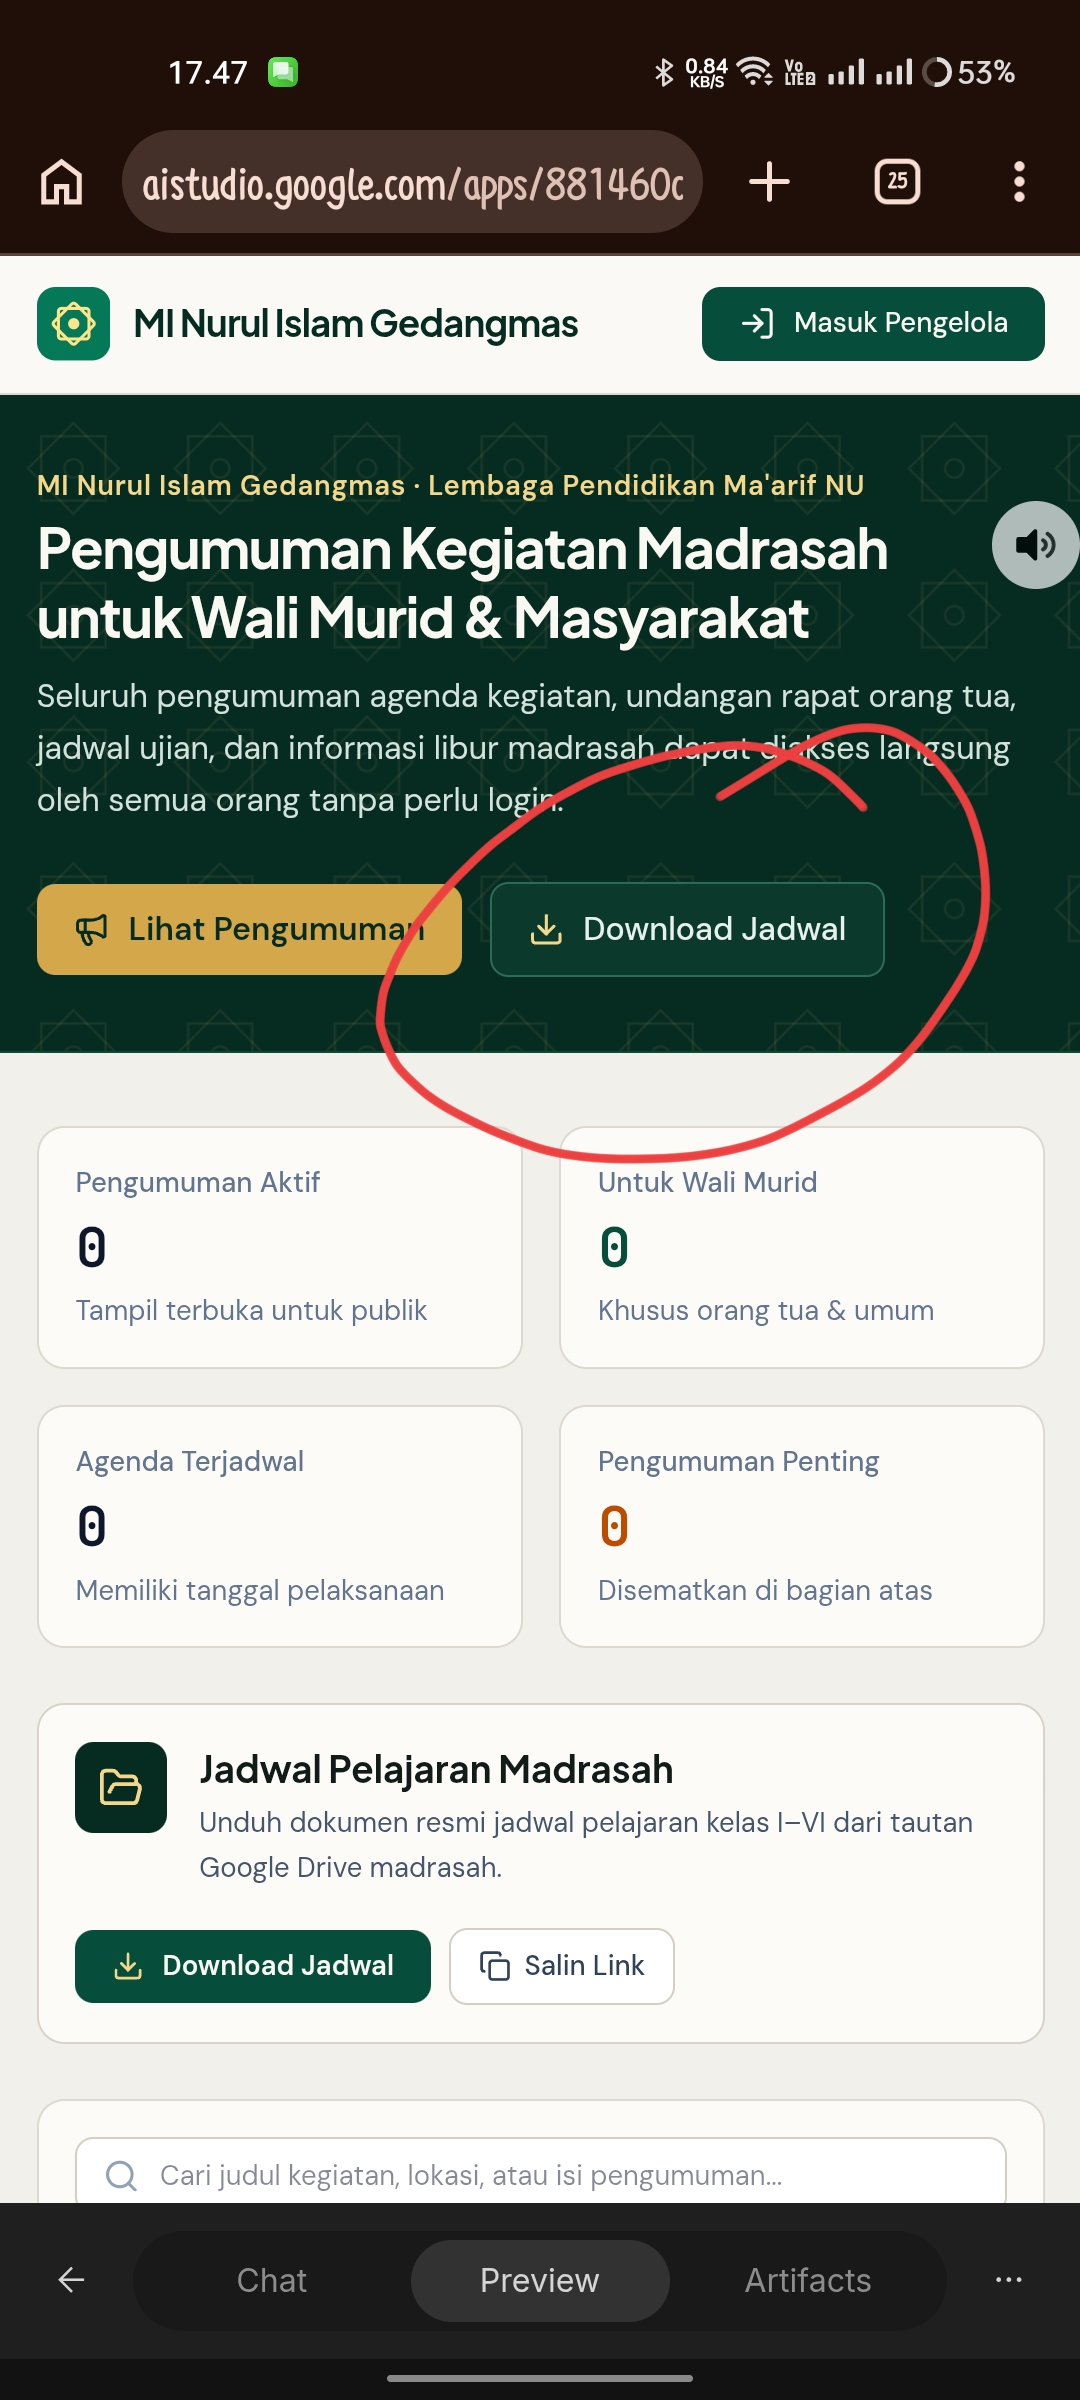 17.47
0.84 KB/S
Vo LTE 2
53%
aistudio.google.com/apps/881460c
25
MI Nurul Islam Gedangmas
Masuk Pengelola
MI Nurul Islam Gedangmas · Lembaga Pendidikan Ma'arif NU
Pengumuman Kegiatan Madrasah
untuk Wali Murid & Masyarakat
Seluruh pengumuman agenda kegiatan, undangan rapat orang tua,
jadwal ujian, dan informasi libur madrasah dapat diakses langsung
oleh semua orang tanpa perlu login.
Lihat Pengumuman
Download Jadwal
Pengumuman Aktif
0
Tampil terbuka untuk publik
Untuk Wali Murid
0
Khusus orang tua & umum
Agenda Terjadwal
0
Memiliki tanggal pelaksanaan
Pengumuman Penting
0
Disematkan di bagian atas
Jadwal Pelajaran Madrasah
Unduh dokumen resmi jadwal pelajaran kelas I–VI dari tautan
Google Drive madrasah.
Download Jadwal
Salin Link
Cari judul kegiatan, lokasi, atau isi pengumuman...
Chat
Preview
Artifacts